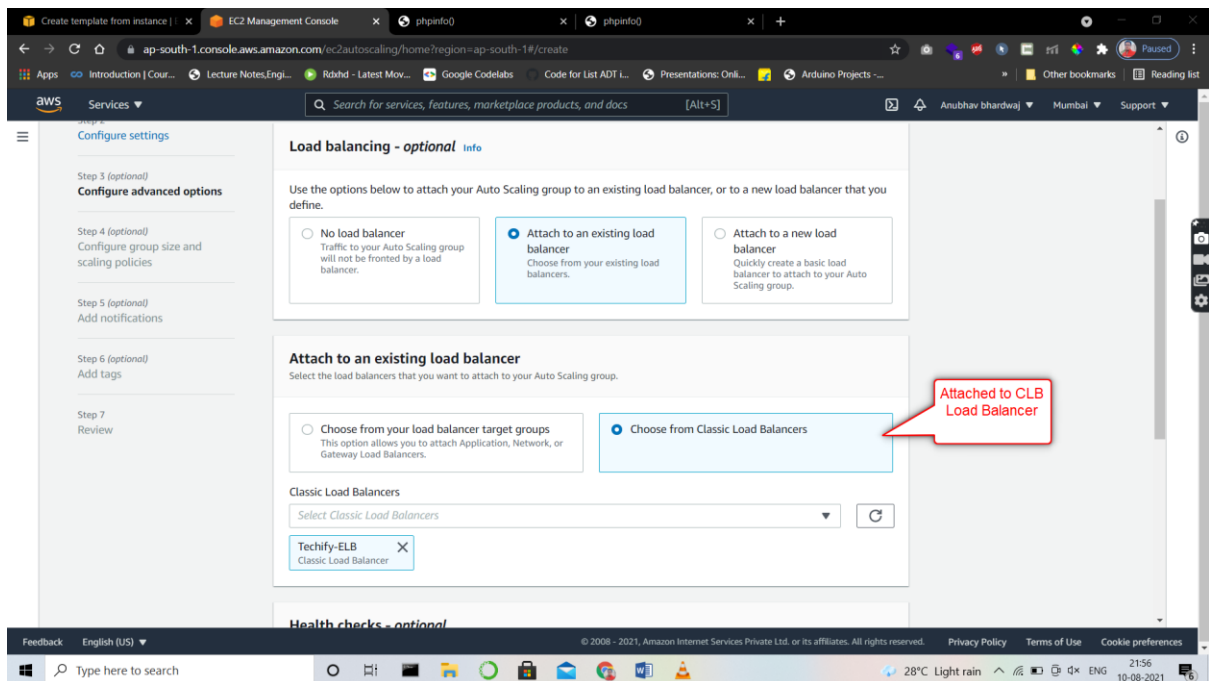 Create template from instance | E
EC2 Management Console
phpinfo()
phpinfo()
ap-south-1.console.aws.amazon.com/ec2autoscaling/home?region=ap-south-1#/create
6
Paused
Apps
Introduction | Cour...
Lecture Notes,Engi...
Rdxhd - Latest Mov...
Google Codelabs
Code for List ADT i...
Presentations: Onli...
Arduino Projects -...
»
Other bookmarks
Reading list
aws
Services ▼
Search for services, features, marketplace products, and docs
[Alt+S]
Anubhav bhardwaj ▼
Mumbai ▼
Support ▼
Step 2
Configure settings
Step 3 (optional)
Configure advanced options
Step 4 (optional)
Configure group size and
scaling policies
Step 5 (optional)
Add notifications
Step 6 (optional)
Add tags
Step 7
Review
Load balancing - optional Info
Use the options below to attach your Auto Scaling group to an existing load balancer, or to a new load balancer that you
define.
No load balancer
Traffic to your Auto Scaling group
will not be fronted by a load
balancer.
Attach to an existing load
balancer
Choose from your existing load
balancers.
Attach to a new load
balancer
Quickly create a basic load
balancer to attach to your Auto
Scaling group.
Attach to an existing load balancer
Select the load balancers that you want to attach to your Auto Scaling group.
Choose from your load balancer target groups
This option allows you to attach Application, Network, or
Gateway Load Balancers.
Choose from Classic Load Balancers
Attached to CLB
Load Balancer
Classic Load Balancers
Select Classic Load Balancers
Techify-ELB
Classic Load Balancer
Health checks - optional
Feedback
English (US) ▼
© 2008 - 2021, Amazon Internet Services Private Ltd. or its affiliates. All rights reserved.
Privacy Policy
Terms of Use
Cookie preferences
Type here to search
28°C Light rain
ENG
21:56
10-08-2021
6